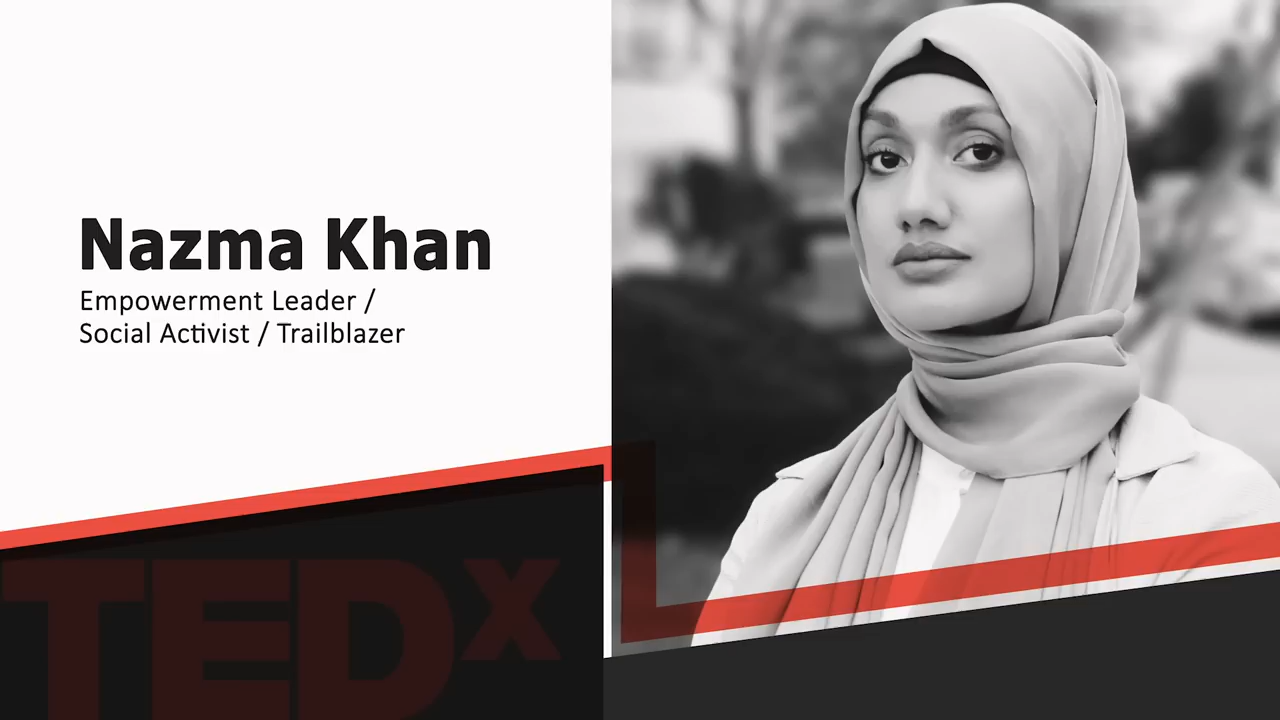 Nazma Khan
Empowerment Leader /
Social Activist / Trailblazer
TEDx